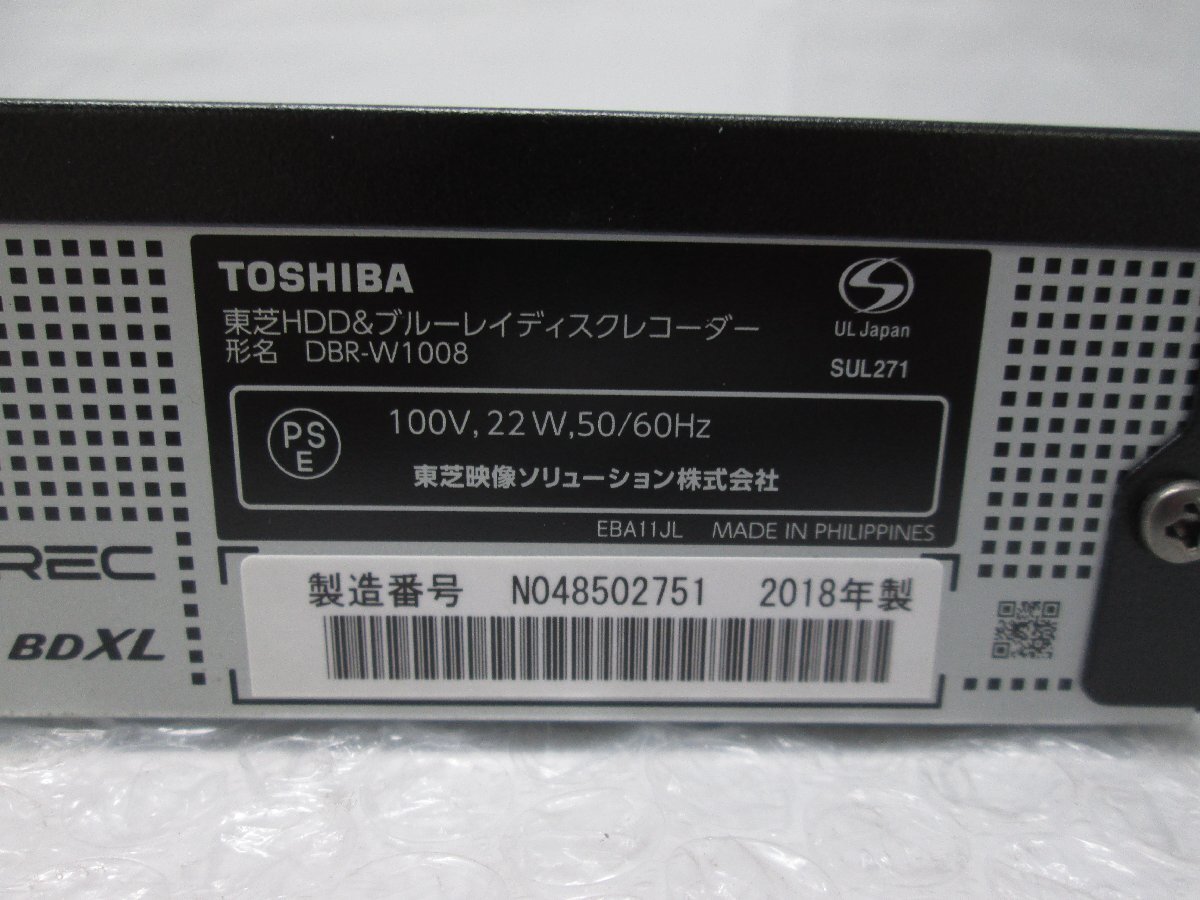 TOSHIBA
東芝HDD&ブルーレイディスクレコーダー
形名 DBR-W1008
UL Japan
SUL271
PS
E
100V, 22W,50/60Hz
東芝映像ソリューション株式会社
EBA11JL MADE IN PHILIPPINES
REC
BDXL
製造番号 N048502751 2018年製